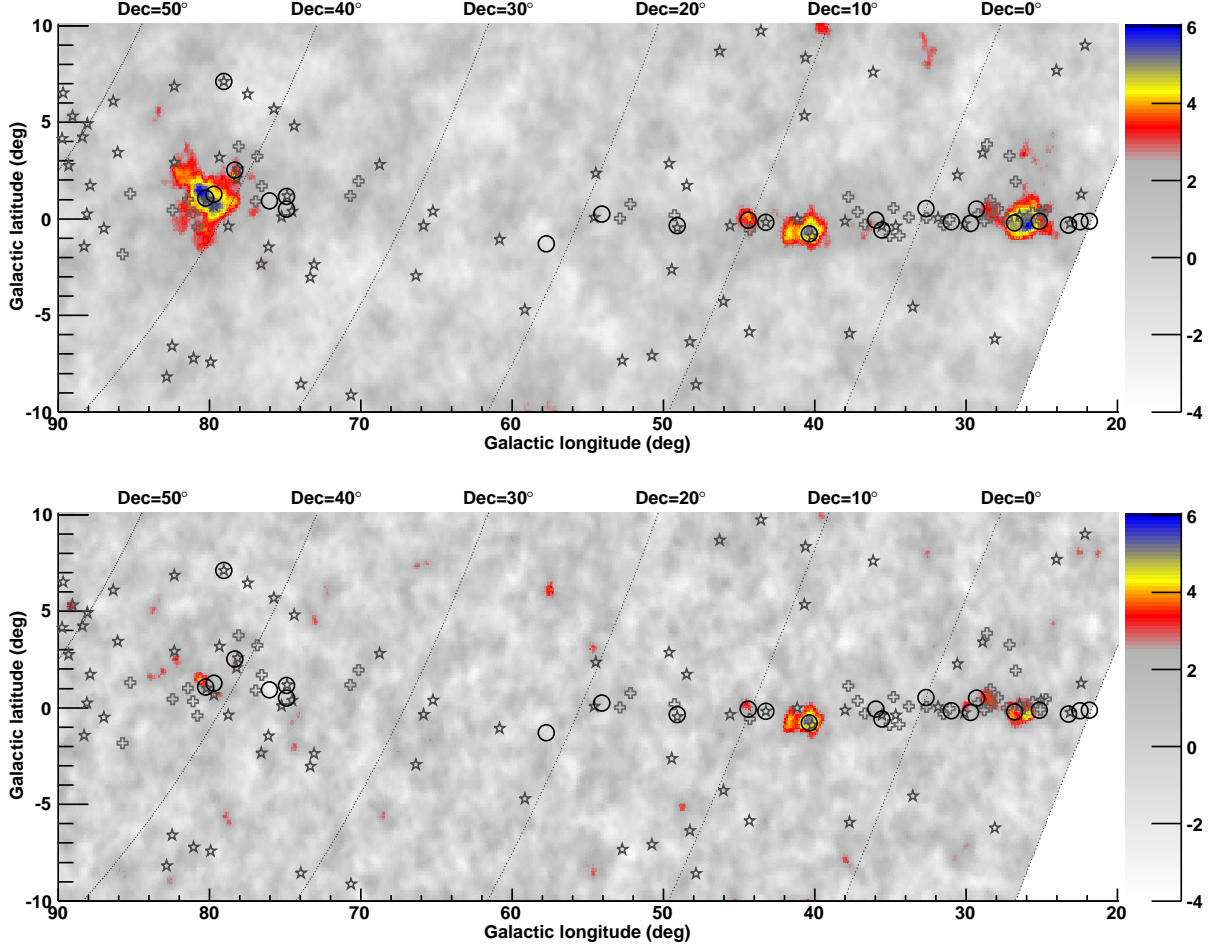 Dec=50° Dec=40° Dec=30° Dec=20° Dec=10° Dec=0°
10
5
0
-5
-10
Galactic latitude (deg)
90 80 70 60 50 40 30 20
Galactic longitude (deg)
6
4
2
0
-2
-4
Dec=50° Dec=40° Dec=30° Dec=20° Dec=10° Dec=0°
10
5
0
-5
-10
Galactic latitude (deg)
90 80 70 60 50 40 30 20
Galactic longitude (deg)
6
4
2
0
-2
-4